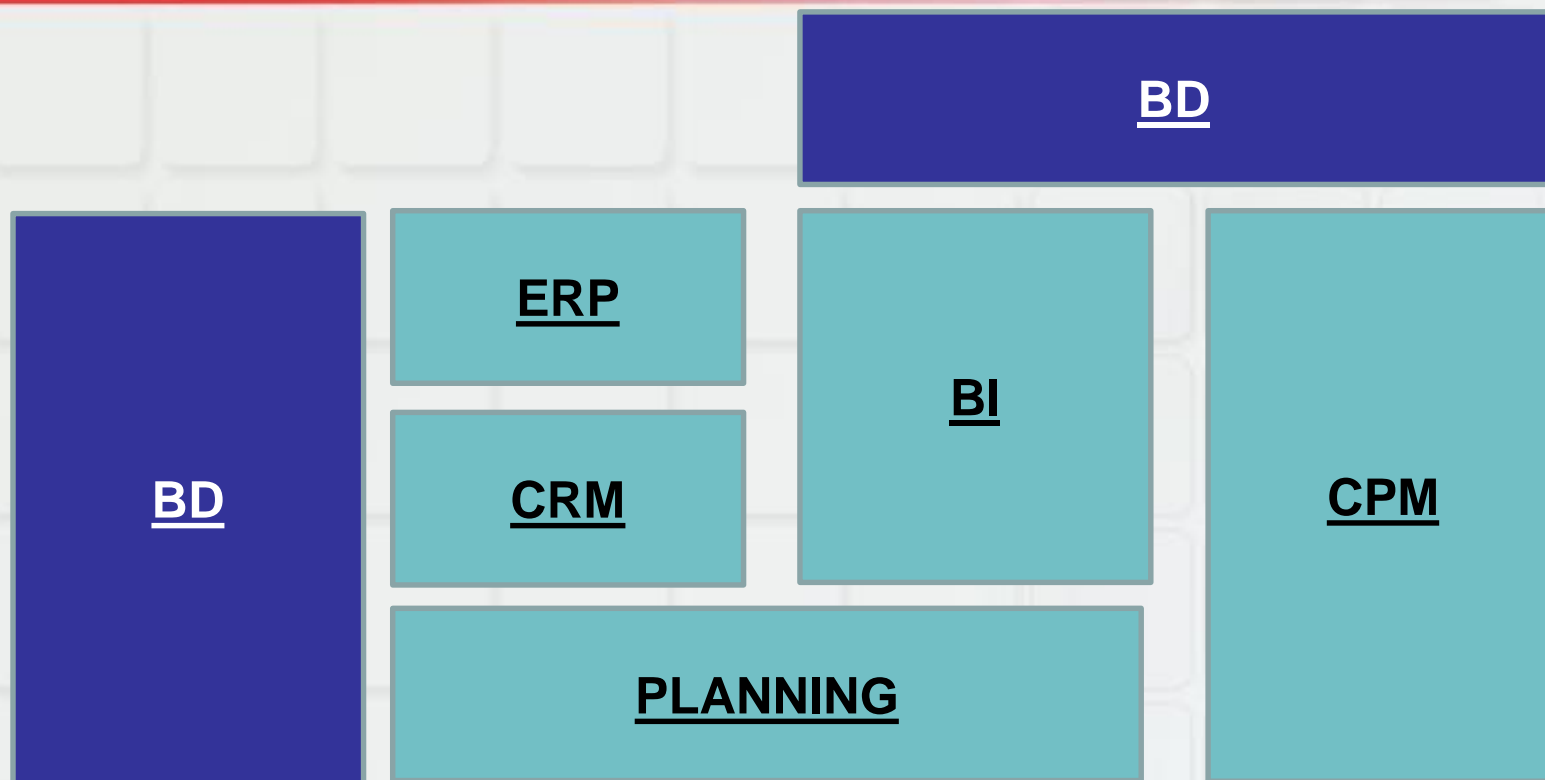 BD
ERP
BI
CRM
BD
CPM
PLANNING